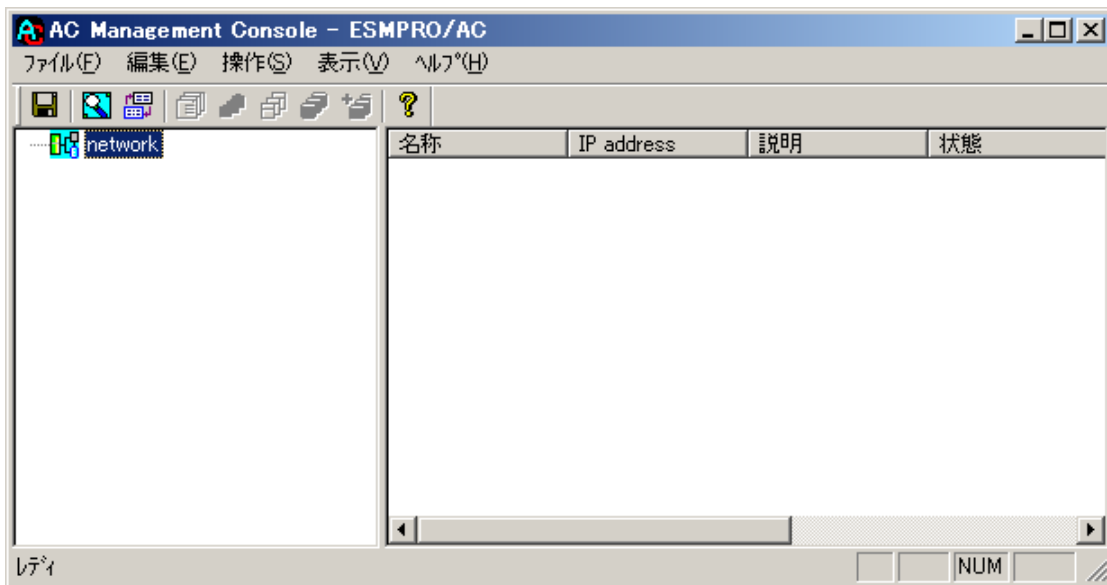 AC Management Console - ESMPRO/AC
ﾌｧｲﾙ(F) 編集(E) 操作(S) 表示(V) ﾍﾙﾌﾟ(H)
network
名称 IP address 説明 状態
ﾚﾃﾞｨ NUM